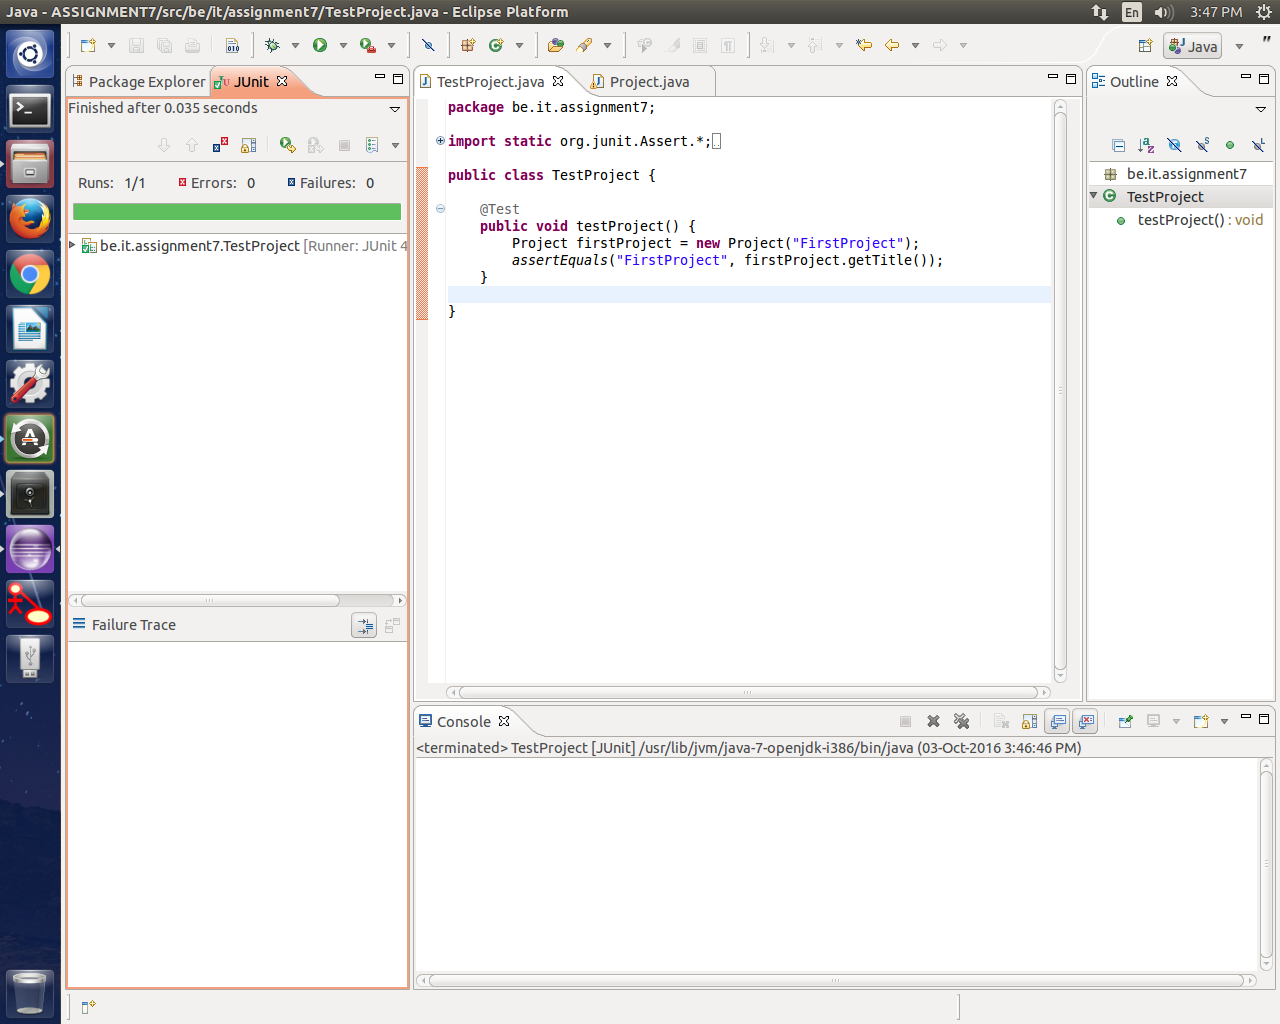 Java - ASSIGNMENT7/src/be/it/assignment7/TestProject.java - Eclipse Platform
En
3:47 PM
Java
Package Explorer
JUnit
Finished after 0.035 seconds
Runs: 1/1
Errors: 0
Failures: 0
be.it.assignment7.TestProject [Runner: JUnit 4
Failure Trace
TestProject.java
Project.java
package be.it.assignment7;
import static org.junit.Assert.*;
public class TestProject {
@Test
public void testProject() {
Project firstProject = new Project("FirstProject");
assertEquals("FirstProject", firstProject.getTitle());
}
}
Outline
be.it.assignment7
TestProject
testProject() : void
Console
<terminated> TestProject [JUnit] /usr/lib/jvm/java-7-openjdk-i386/bin/java (03-Oct-2016 3:46:46 PM)